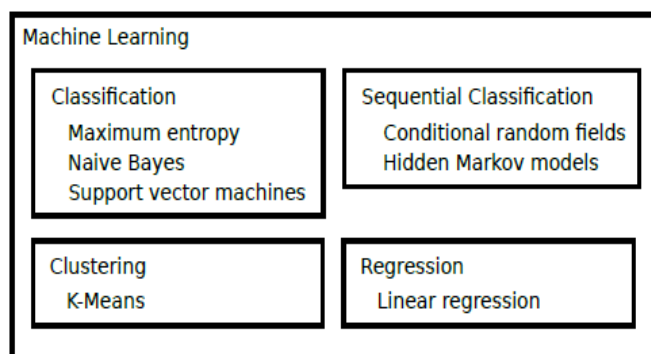 Machine Learning
Classification
Maximum entropy
Naive Bayes
Support vector machines
Sequential Classification
Conditional random fields
Hidden Markov models
Clustering
K-Means
Regression
Linear regression